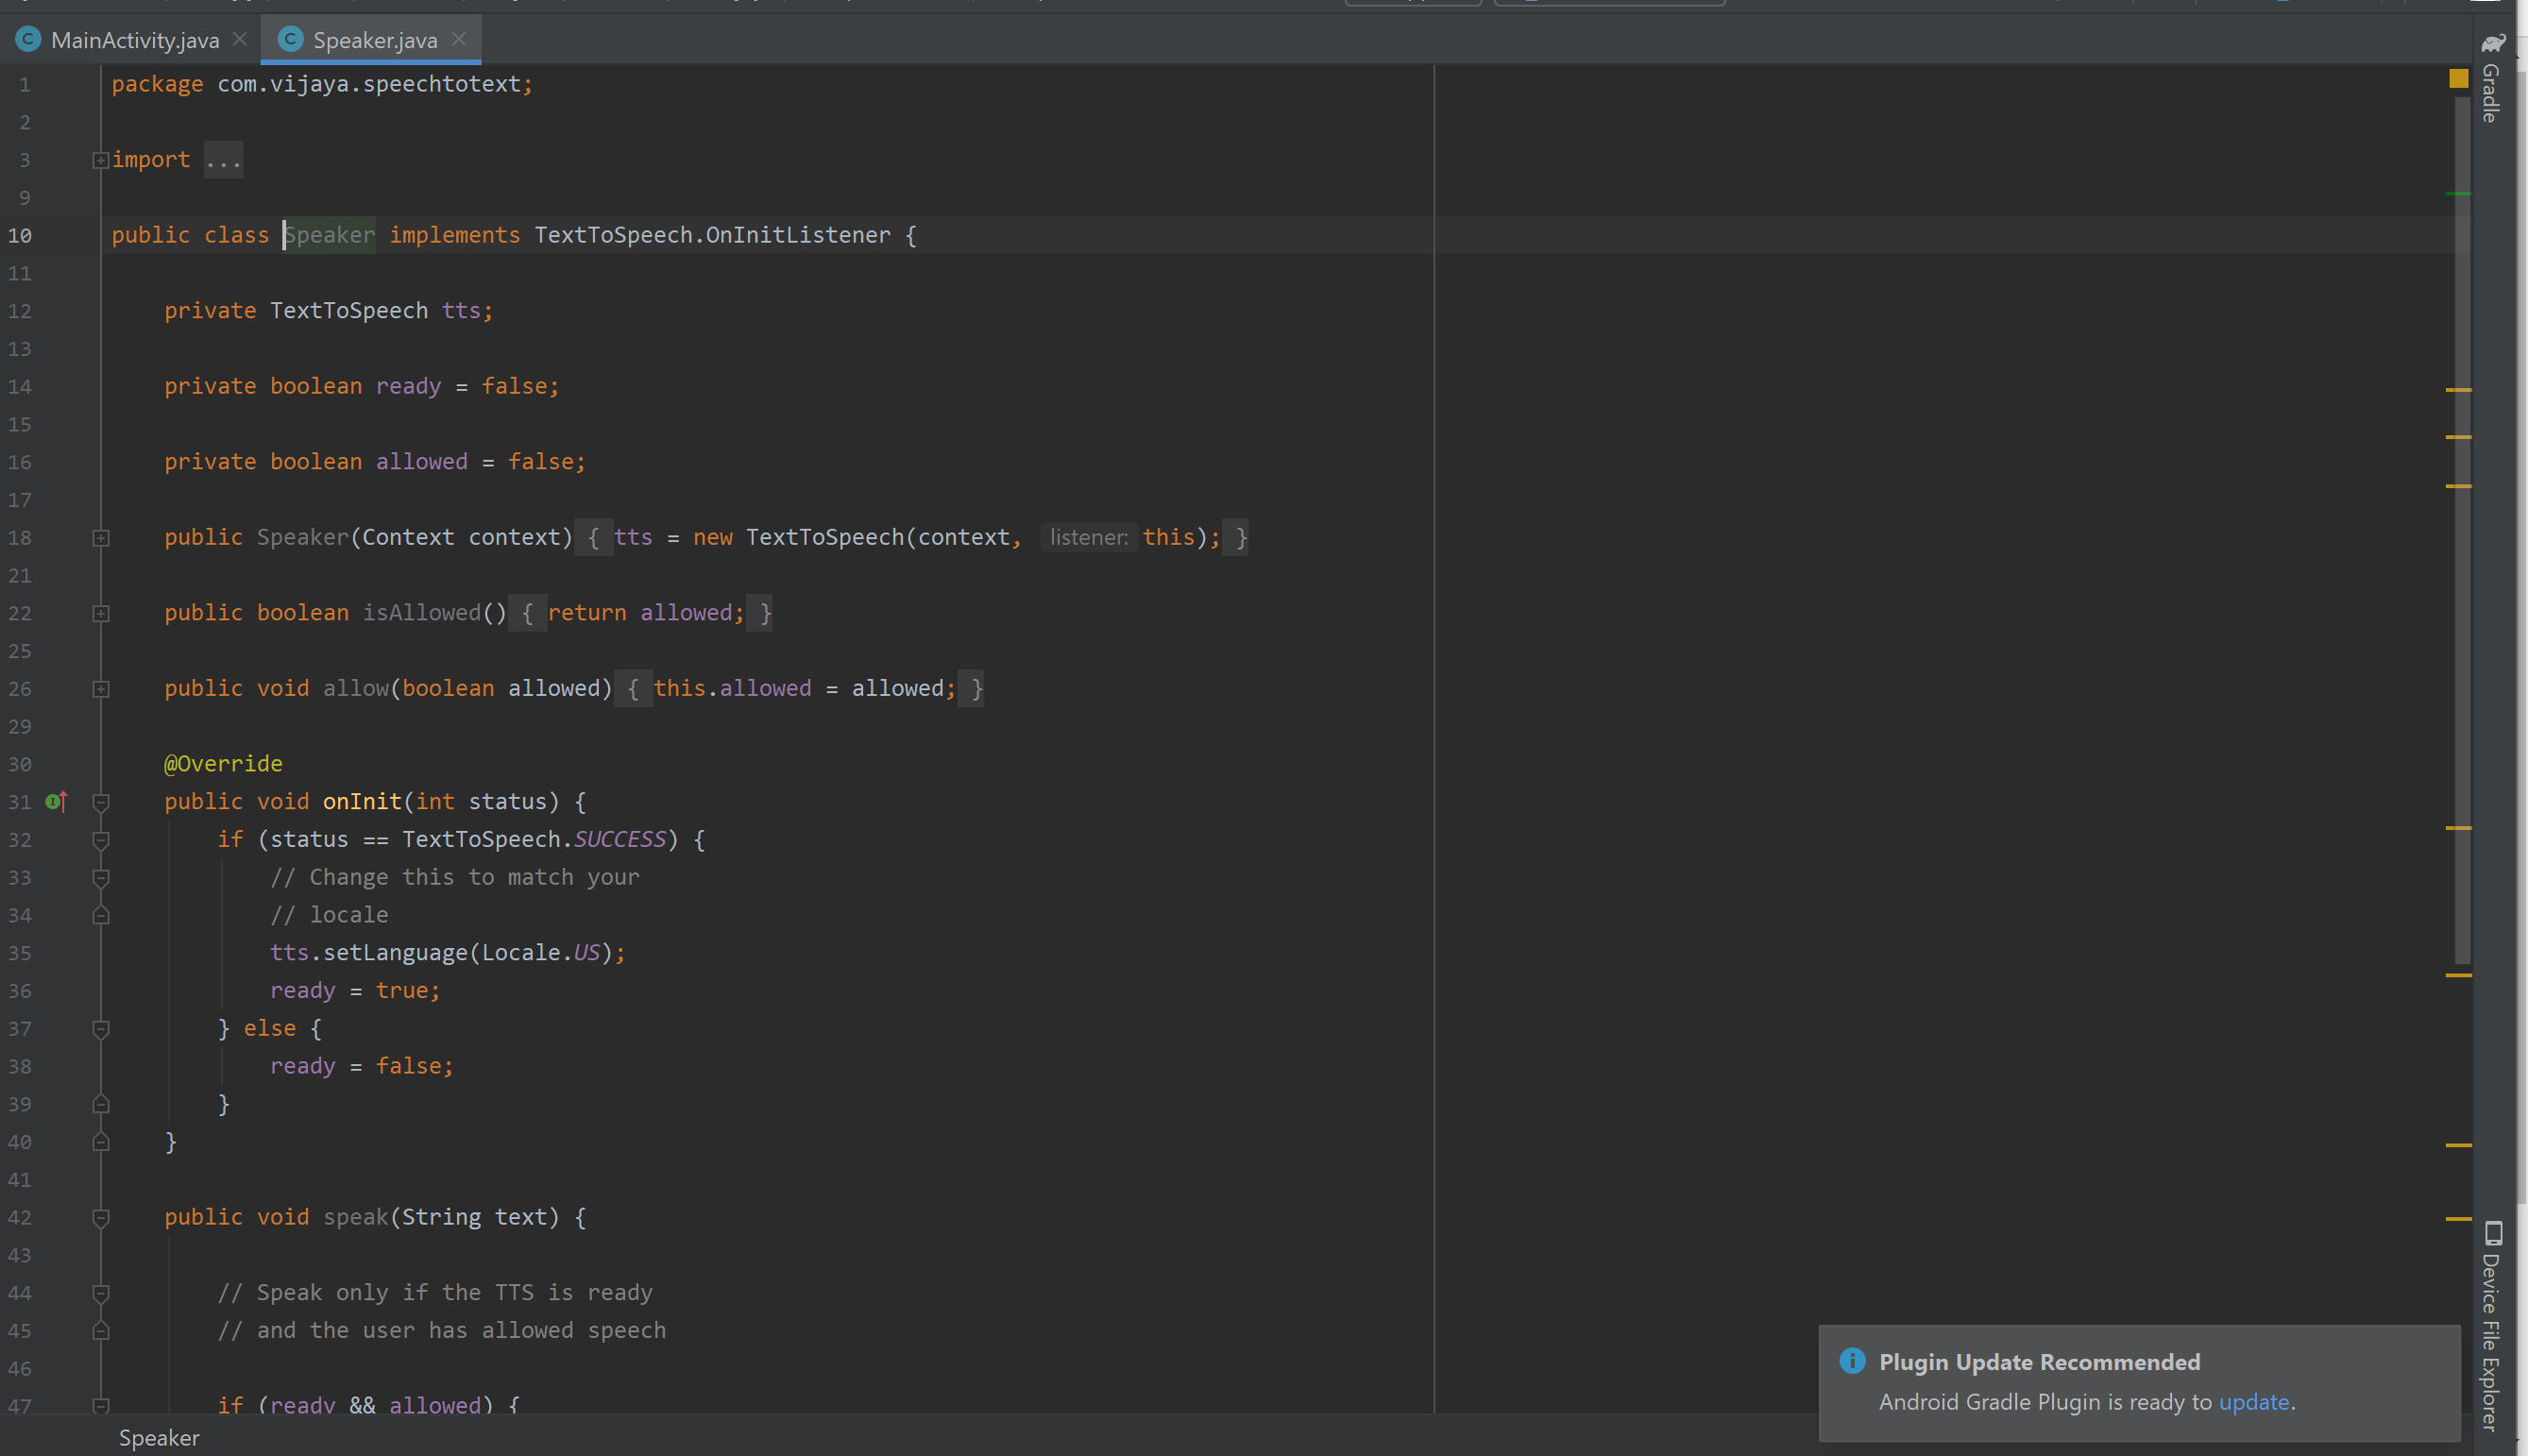 MainActivity.java
Speaker.java
1 package com.vijaya.speechtotext;
2
3 import ...
9
10 public class Speaker implements TextToSpeech.OnInitListener {
11
12     private TextToSpeech tts;
13
14     private boolean ready = false;
15
16     private boolean allowed = false;
17
18     public Speaker(Context context) { tts = new TextToSpeech(context, listener: this); }
21
22     public boolean isAllowed() { return allowed; }
25
26     public void allow(boolean allowed) { this.allowed = allowed; }
29
30     @Override
31     public void onInit(int status) {
32         if (status == TextToSpeech.SUCCESS) {
33             // Change this to match your
34             // locale
35             tts.setLanguage(Locale.US);
36             ready = true;
37         } else {
38             ready = false;
39         }
40     }
41
42     public void speak(String text) {
43
44         // Speak only if the TTS is ready
45         // and the user has allowed speech
46
47         if (ready && allowed) {
Speaker
Gradle
Device File Explorer
Plugin Update Recommended
Android Gradle Plugin is ready to update.